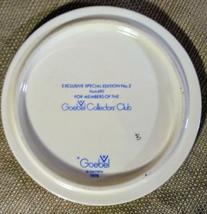 EXCLUSIVE SPECIAL EDITION No. 2
FOR MEMBERS OF THE
Goebel Collectors' Club
Goebel